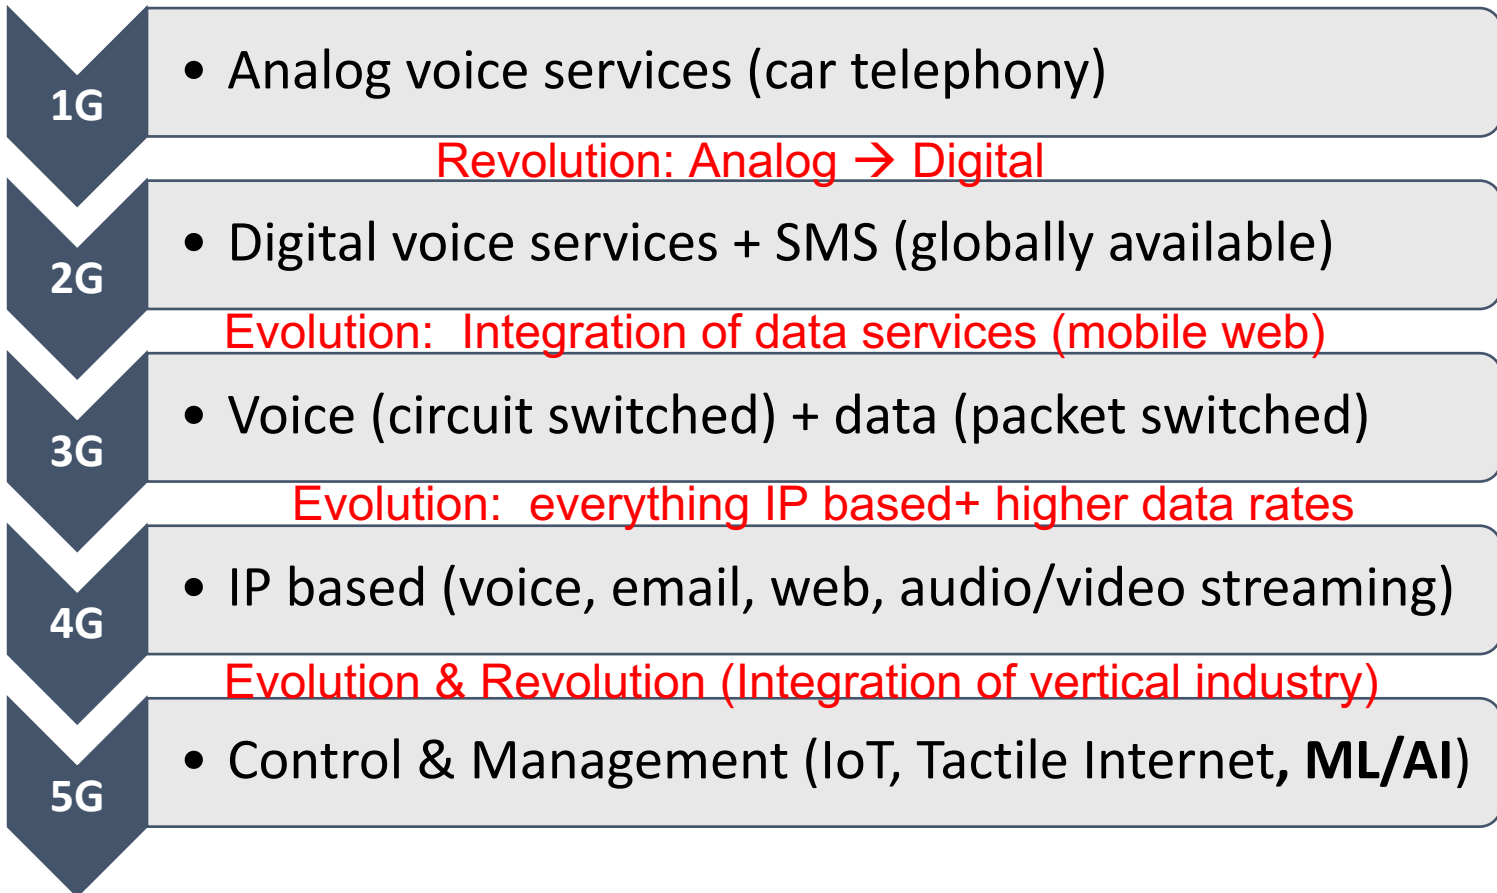 1G
• Analog voice services (car telephony)
Revolution: Analog → Digital
2G
• Digital voice services + SMS (globally available)
Evolution:  Integration of data services (mobile web)
3G
• Voice (circuit switched) + data (packet switched)
Evolution:  everything IP based+ higher data rates
4G
• IP based (voice, email, web, audio/video streaming)
Evolution & Revolution (Integration of vertical industry)
5G
• Control & Management (IoT, Tactile Internet, ML/AI)